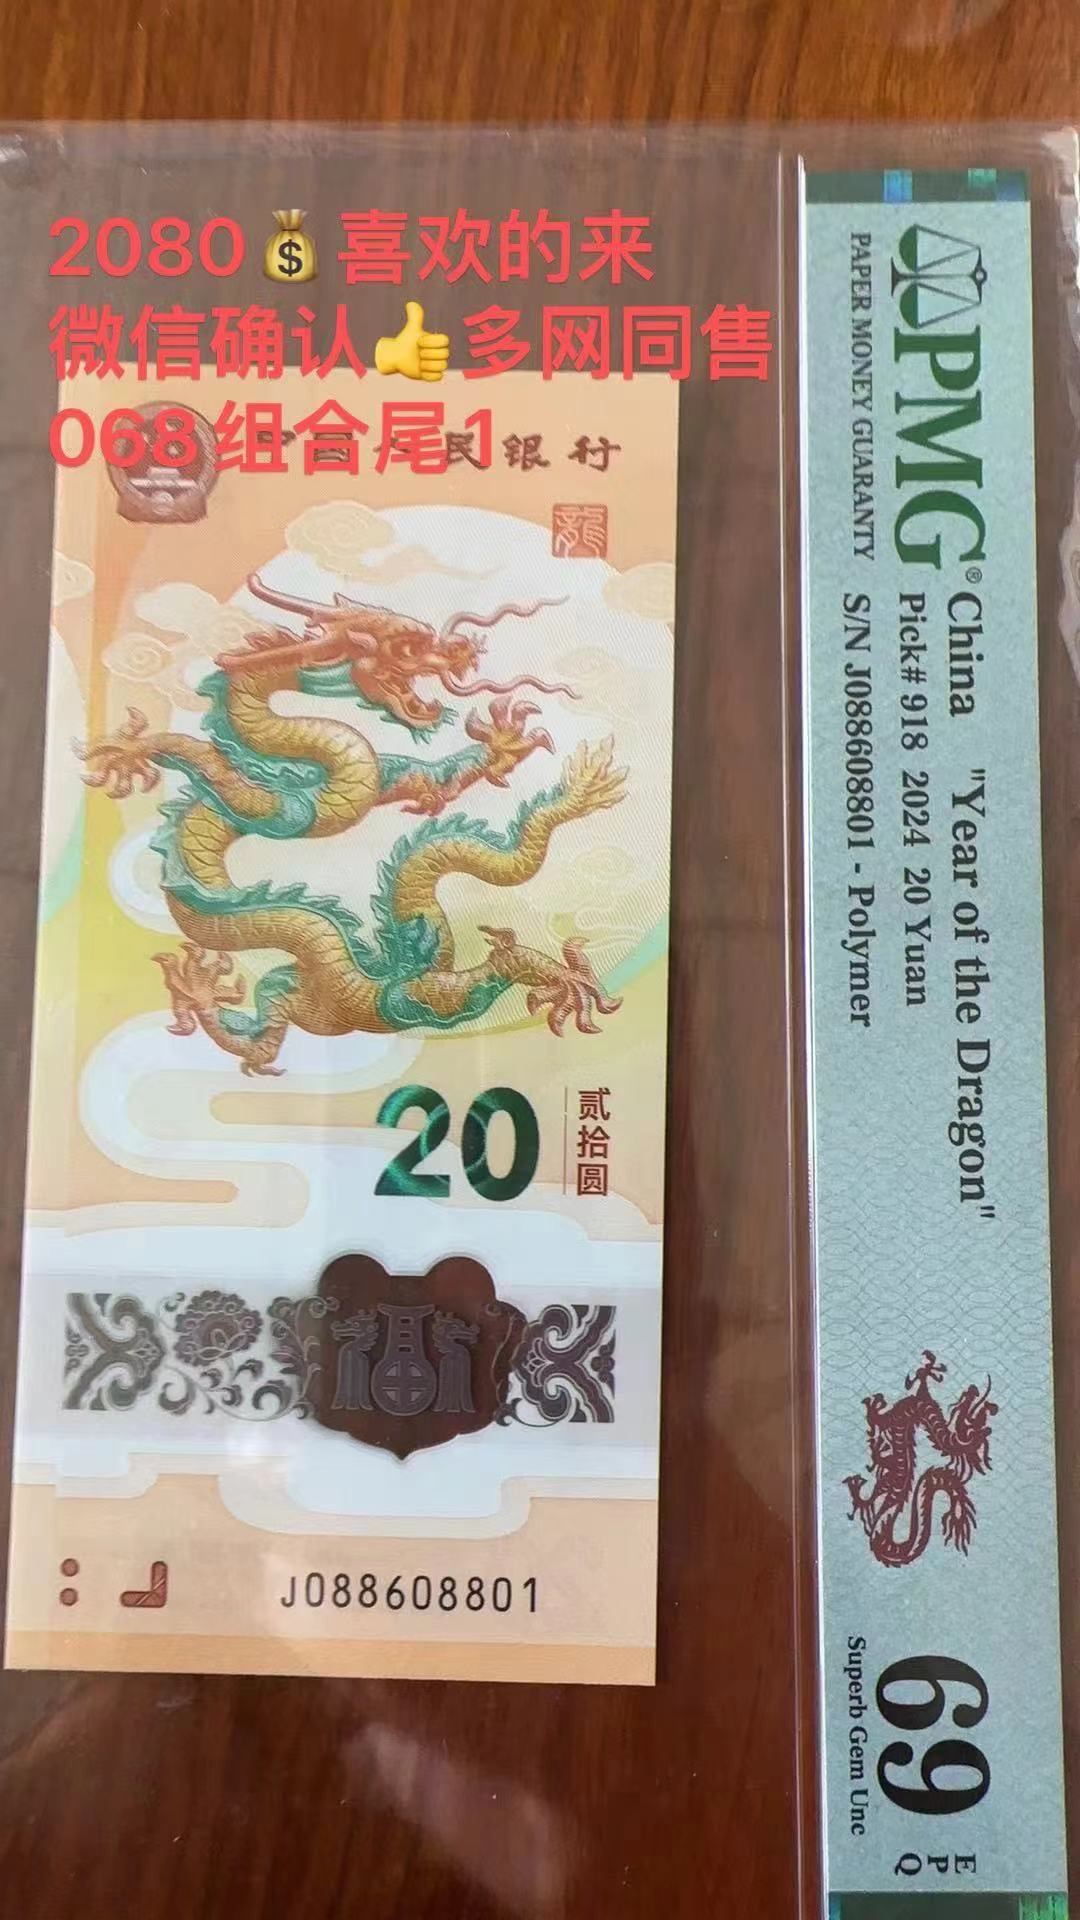 2080💰喜欢的来
微信确认👍多网同售
068组合尾1
中国人民银行
龍
20
贰拾圆
福
J088608801
PMG®
PAPER MONEY GUARANTY
China "Year of the Dragon"
Pick# 918 2024 20 Yuan
S/N J088608801 - Polymer
69
EPQ
Superb Gem Unc